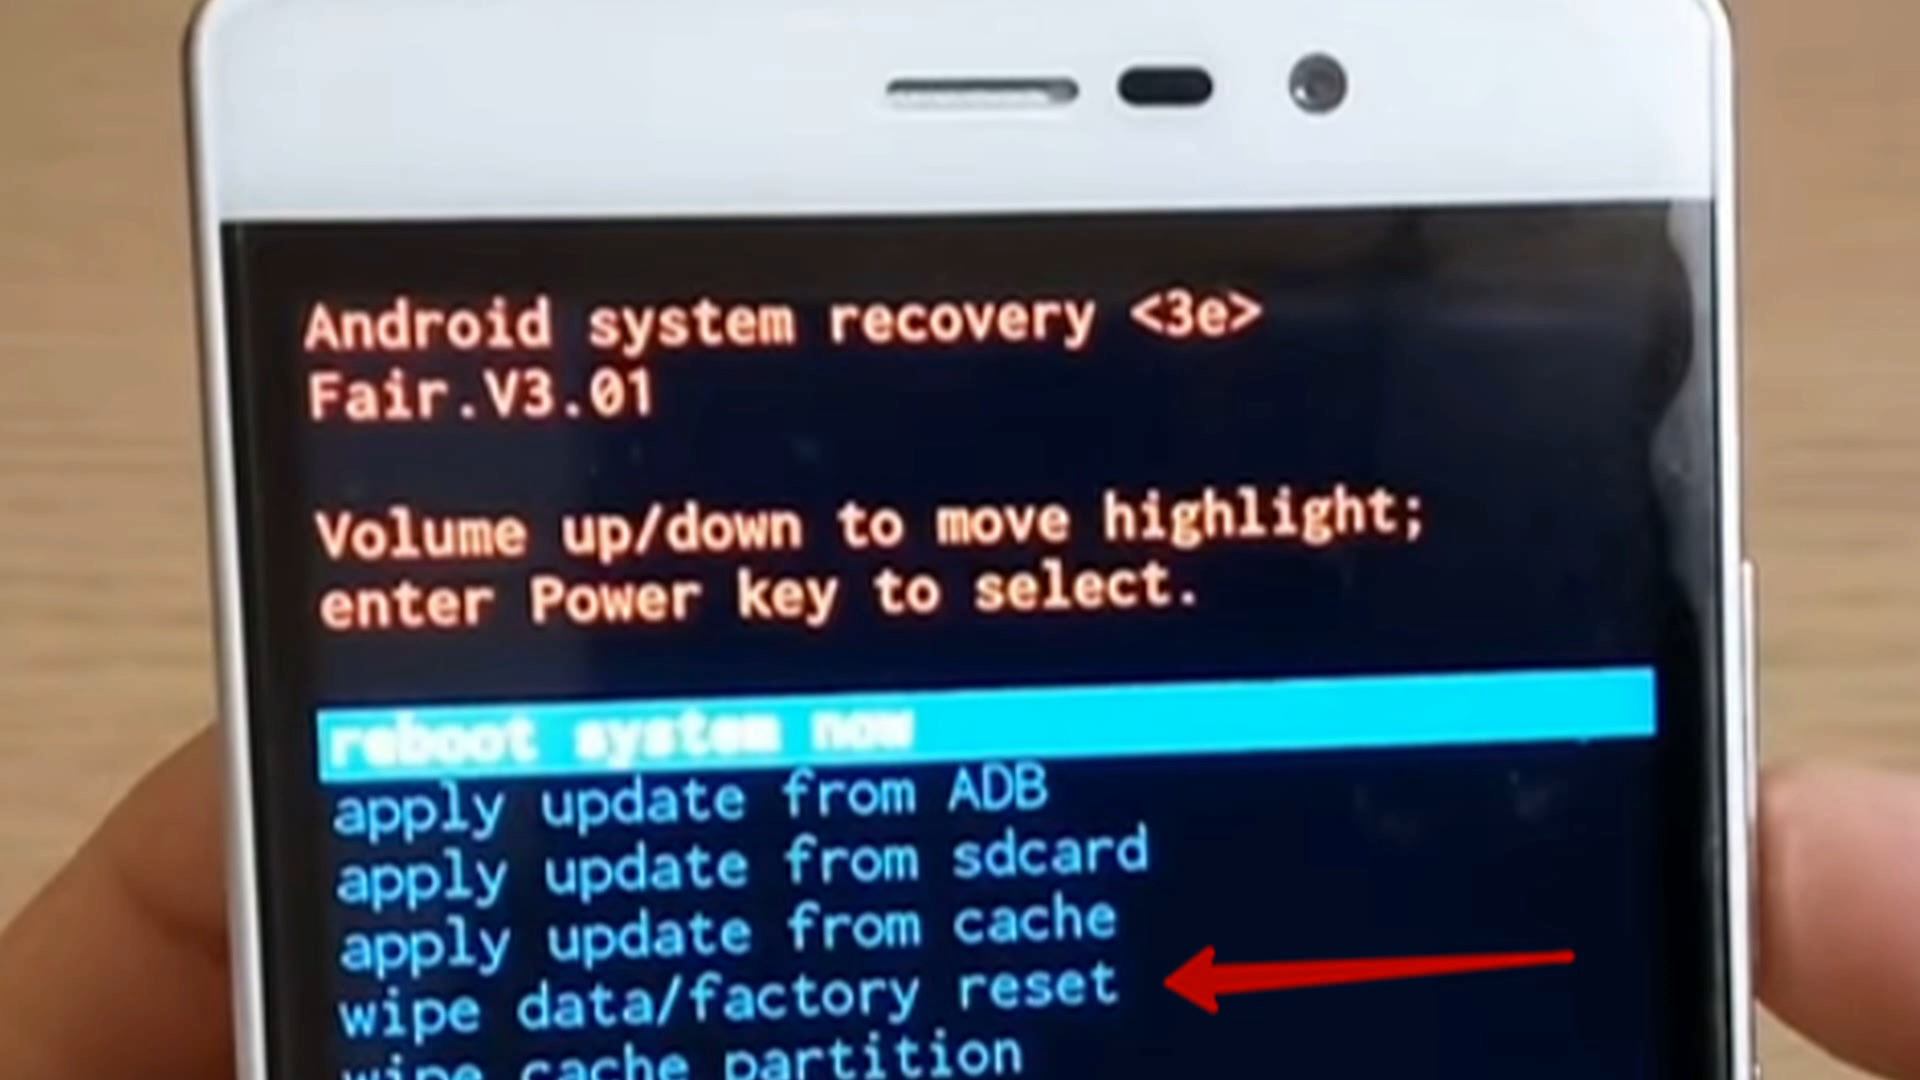 Android system recovery <3e>
Fair.V3.01
Volume up/down to move highlight;
enter Power key to select.
reboot system now
apply update from ADB
apply update from sdcard
apply update from cache
wipe data/factory reset
wipe cache partition